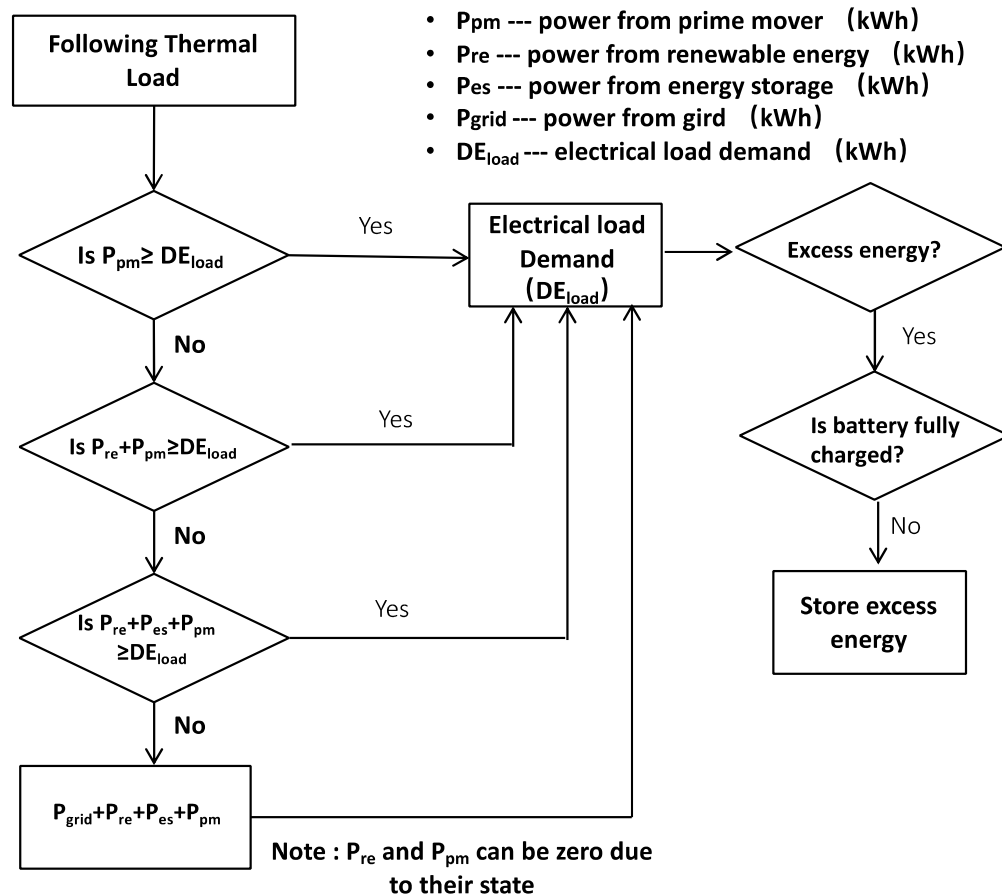 Following Thermal
Load
• Ppm --- power from prime mover (kWh)
• Pre --- power from renewable energy (kWh)
• Pes --- power from energy storage (kWh)
• Pgrid --- power from gird (kWh)
• DEload --- electrical load demand (kWh)
Is Ppm≥ DEload
Yes
Electrical load
Demand
(DEload)
Excess energy?
No
Yes
Is Pre+Ppm≥DEload
Yes
Is battery fully
charged?
No
No
Is Pre+Pes+Ppm
≥DEload
Yes
Store excess
energy
No
Pgrid+Pre+Pes+Ppm
Note : Pre and Ppm can be zero due
to their state